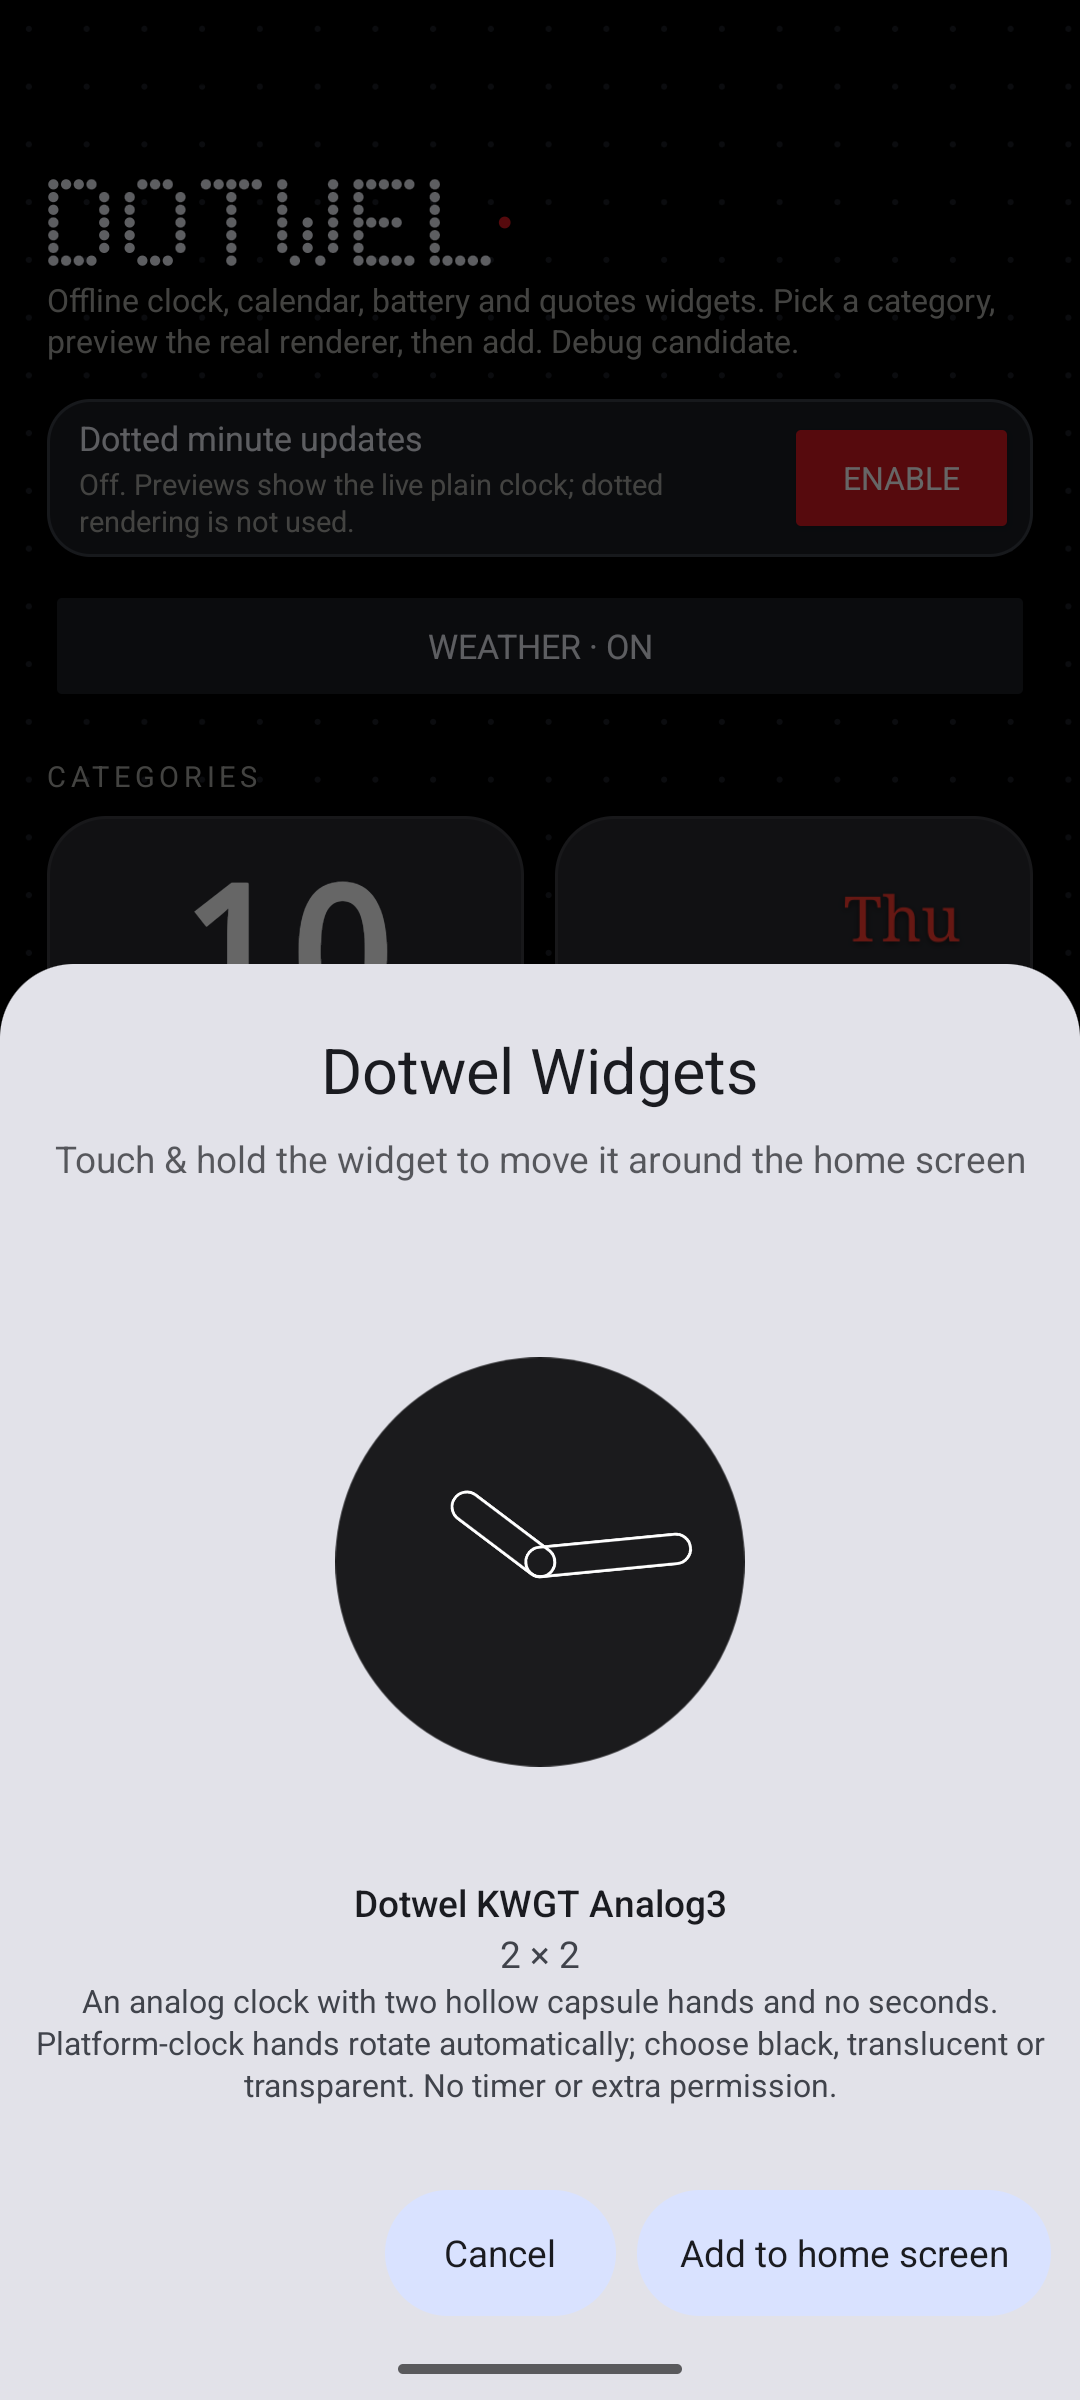 DOTWEL
Offline clock, calendar, battery and quotes widgets. Pick a category,
preview the real renderer, then add. Debug candidate.
Dotted minute updates
Off. Previews show the live plain clock; dotted
rendering is not used.
ENABLE
WEATHER · ON
CATEGORIES
10
Thu
Dotwel Widgets
Touch & hold the widget to move it around the home screen
Dotwel KWGT Analog3
2 × 2
An analog clock with two hollow capsule hands and no seconds.
Platform-clock hands rotate automatically; choose black, translucent or
transparent. No timer or extra permission.
Cancel
Add to home screen